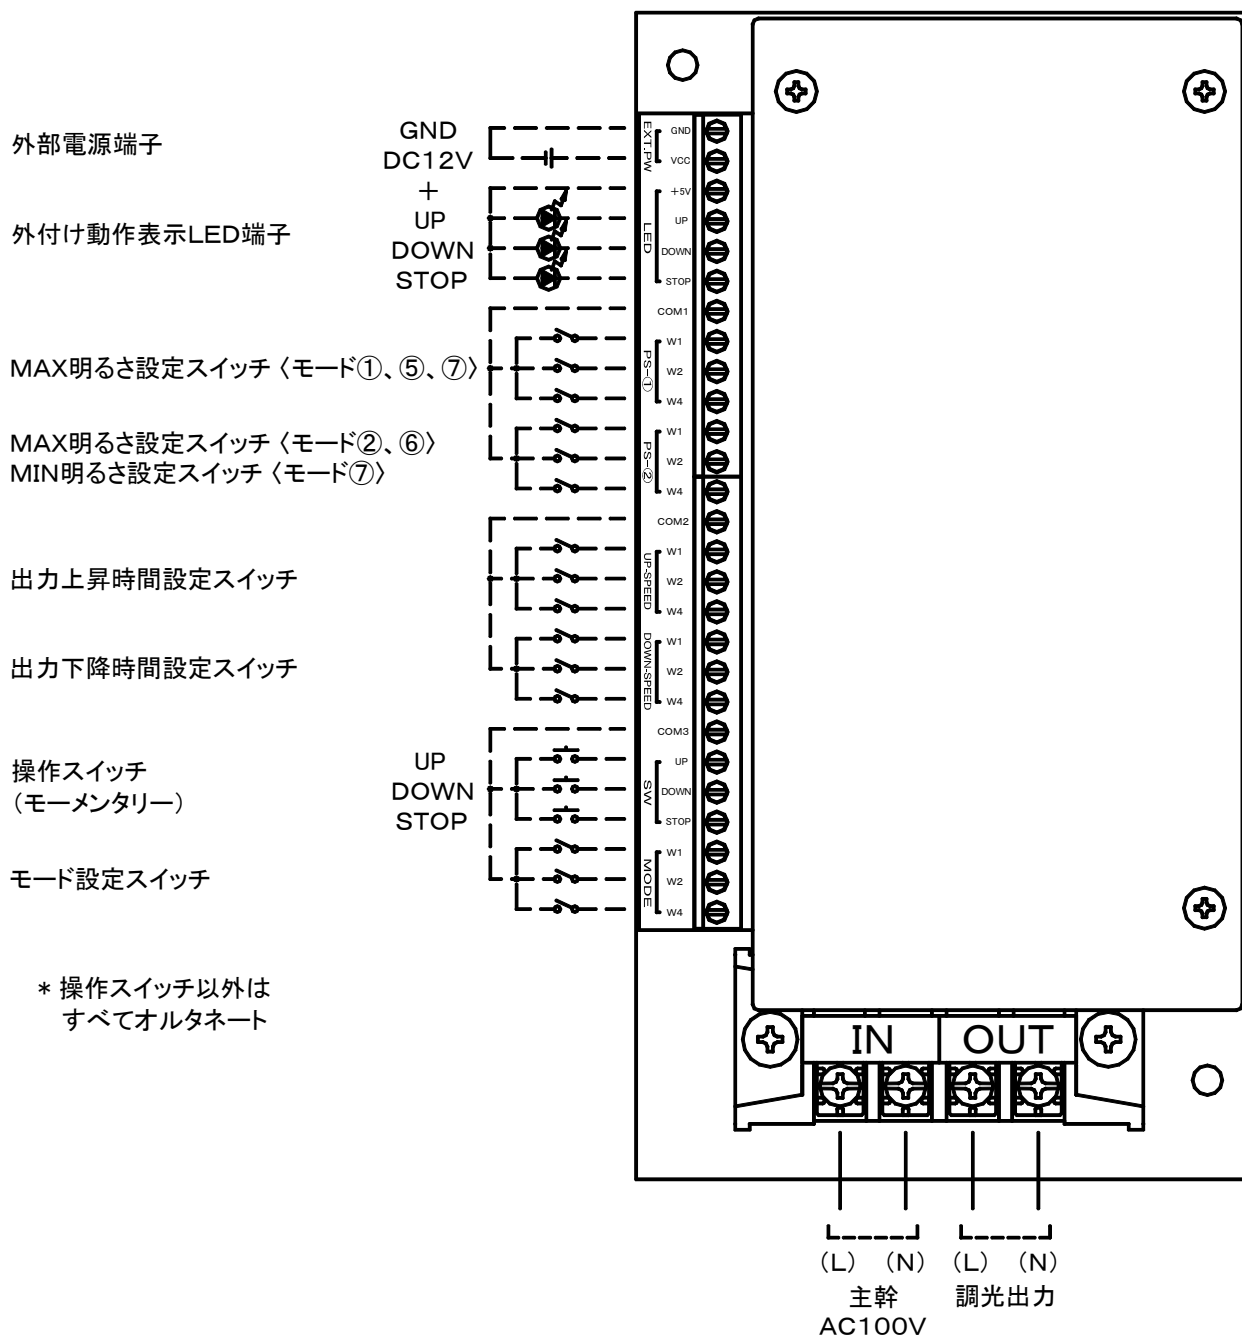 外部電源端子
GND
DC12V
外付け動作表示LED端子
+
UP
DOWN
STOP
MAX明るさ設定スイッチ〈モード①、⑤、⑦〉
MAX明るさ設定スイッチ〈モード②、⑥〉
MIN明るさ設定スイッチ〈モード⑦〉
出力上昇時間設定スイッチ
出力下降時間設定スイッチ
操作スイッチ
(モーメンタリー)
UP
DOWN
STOP
モード設定スイッチ
* 操作スイッチ以外は
すべてオルタネート
EXT.PW
GND
VCC
LED
+5V
UP
DOWN
STOP
COM1
PS-①
W1
W2
W4
PS-②
W1
W2
W4
COM2
UP-SPEED
W1
W2
W4
DOWN-SPEED
W1
W2
W4
COM3
SW
UP
DOWN
STOP
MODE
W1
W2
W4
IN OUT
(L) (N) (L) (N)
主幹 調光出力
AC100V